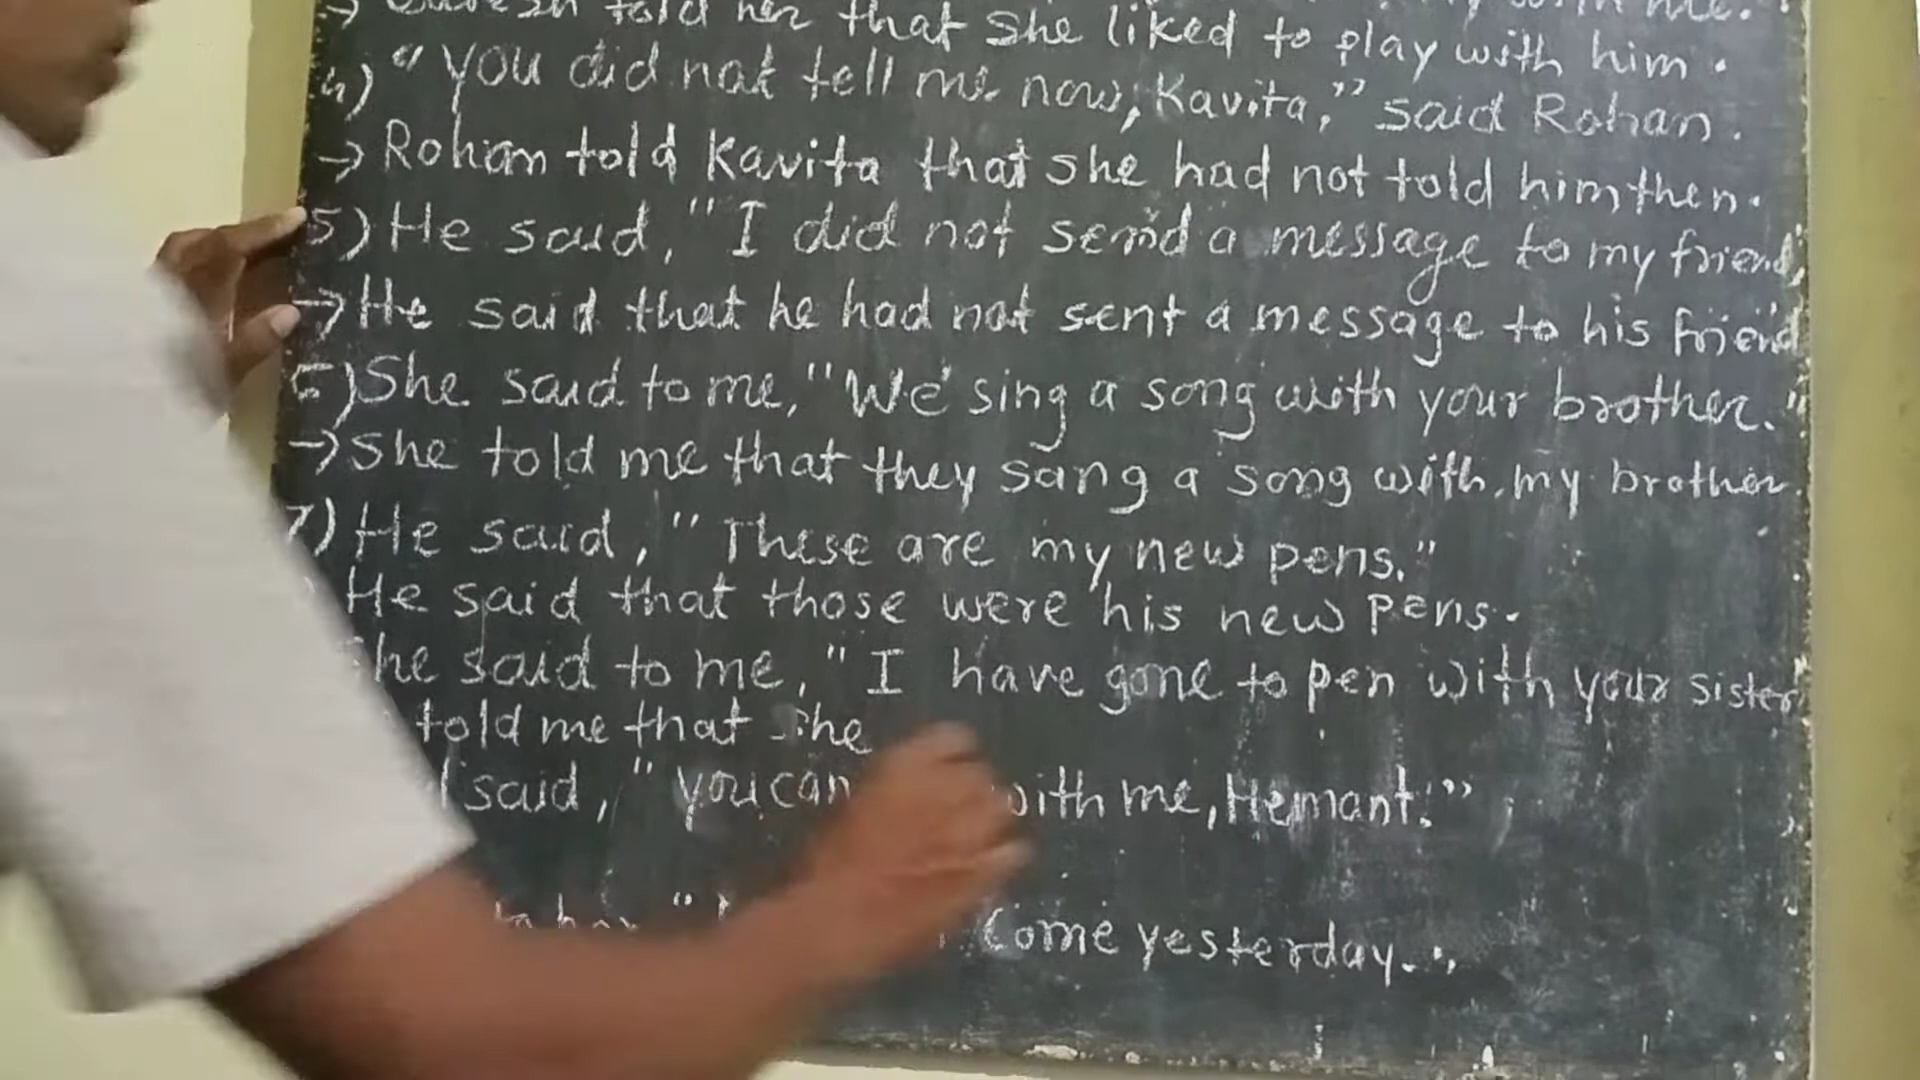 → told her that she liked to play with him.
4) "You did not tell me now, Kavita," said Rohan.
→ Rohan told Kavita that she had not told him then.
5) He said, "I did not send a message to my friend,
→ He said that he had not sent a message to his friend
6) She said to me, "We sing a song with your brother."
→ She told me that they sang a song with my brother.
7) He said, "These are my new pens."
He said that those were his new pens.
She said to me, "I have gone to pen with your sister
told me that she
said, "You can with me, Hemant."
to her "
come yesterday."